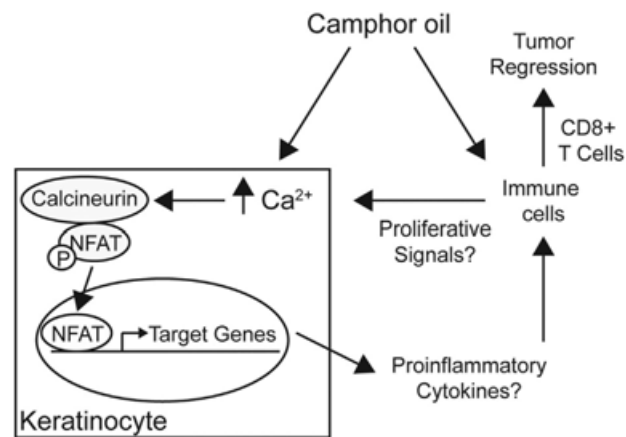 Camphor oil
Tumor
Regression
CD8+
T Cells
Immune
cells
Proliferative
Signals?
Calcineurin
Ca²⁺
NFAT
P
NFAT
Target Genes
Proinflammatory
Cytokines?
Keratinocyte